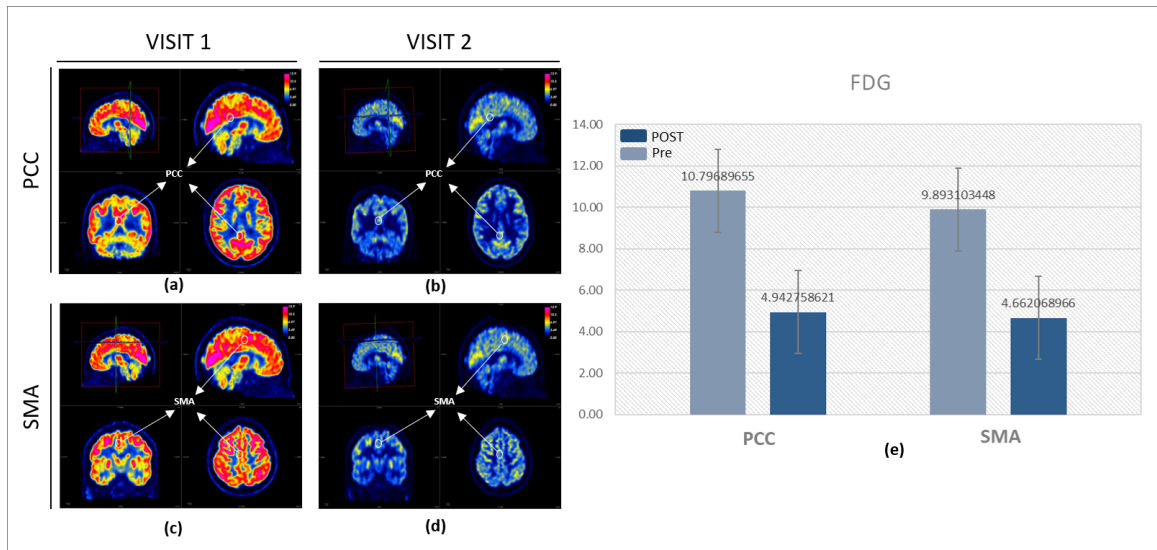 VISIT 1
VISIT 2
PCC
PCC
PCC
(a)
(b)
SMA
SMA
SMA
(c)
(d)
FDG
14.00
12.00
10.00
8.00
6.00
4.00
2.00
0.00
POST
Pre
10.79689655
4.942758621
9.893103448
4.662068966
PCC
SMA
(e)